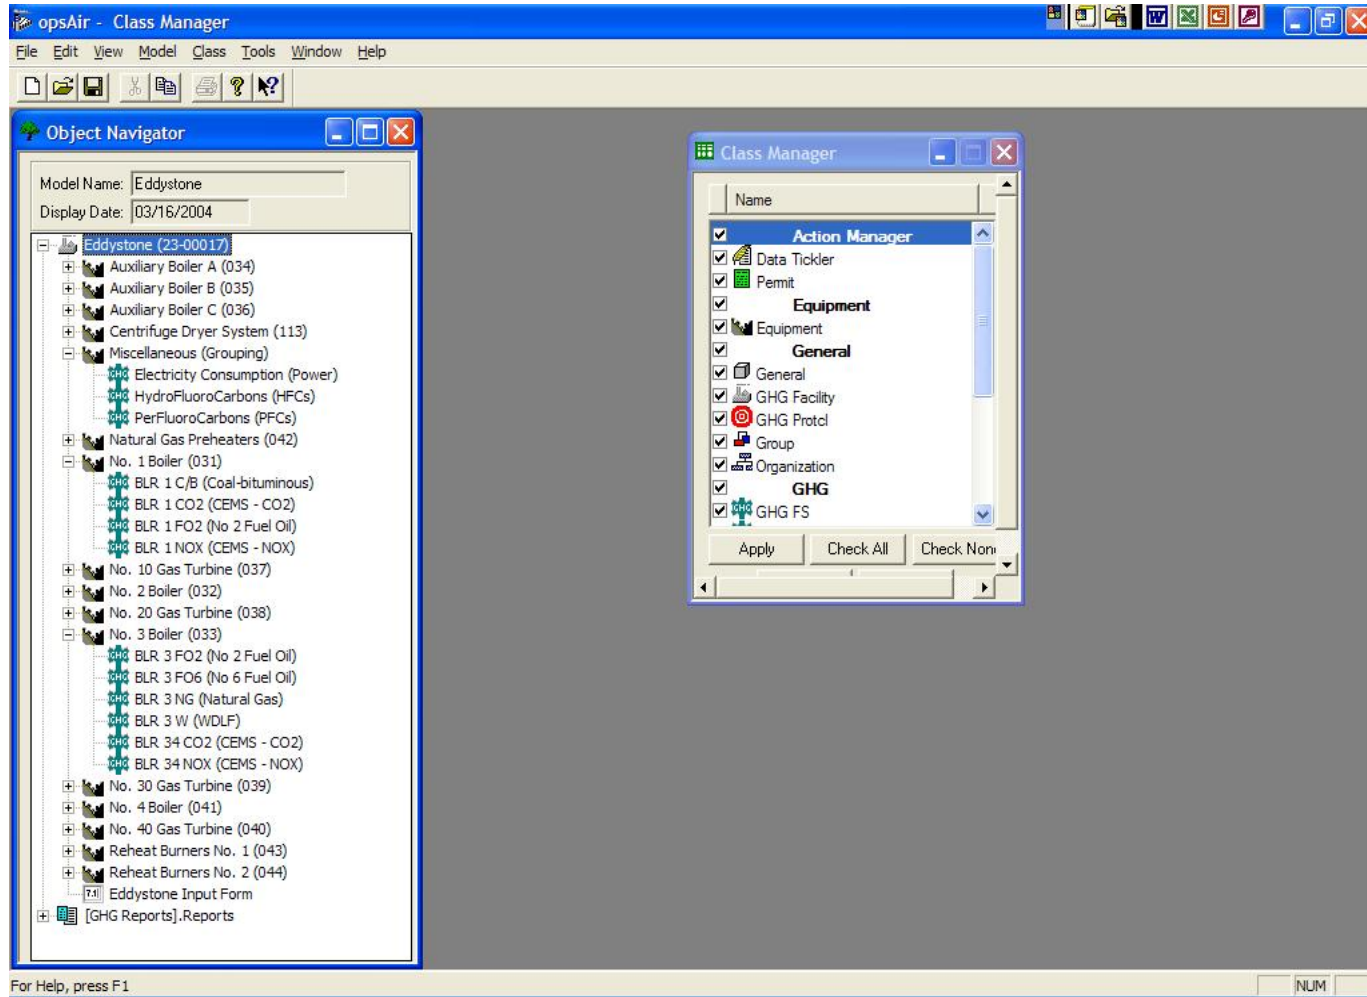 opsAir - Class Manager
File Edit View Model Class Tools Window Help
Object Navigator
Model Name: Eddystone
Display Date: 03/16/2004
Eddystone (23-00017)
Auxiliary Boiler A (034)
Auxiliary Boiler B (035)
Auxiliary Boiler C (036)
Centrifuge Dryer System (113)
Miscellaneous (Grouping)
Electricity Consumption (Power)
HydroFluoroCarbons (HFCs)
PerFluoroCarbons (PFCs)
Natural Gas Preheaters (042)
No. 1 Boiler (031)
BLR 1 C/B (Coal-bituminous)
BLR 1 CO2 (CEMS - CO2)
BLR 1 FO2 (No 2 Fuel Oil)
BLR 1 NOX (CEMS - NOX)
No. 10 Gas Turbine (037)
No. 2 Boiler (032)
No. 20 Gas Turbine (038)
No. 3 Boiler (033)
BLR 3 FO2 (No 2 Fuel Oil)
BLR 3 FO6 (No 6 Fuel Oil)
BLR 3 NG (Natural Gas)
BLR 3 W (WDLF)
BLR 34 CO2 (CEMS - CO2)
BLR 34 NOX (CEMS - NOX)
No. 30 Gas Turbine (039)
No. 4 Boiler (041)
No. 40 Gas Turbine (040)
Reheat Burners No. 1 (043)
Reheat Burners No. 2 (044)
Eddystone Input Form
[GHG Reports].Reports
Class Manager
Name
Action Manager
Data Tickler
Permit
Equipment
Equipment
General
General
GHG Facility
GHG Protcl
Group
Organization
GHG
GHG FS
Apply Check All Check Non
For Help, press F1
NUM